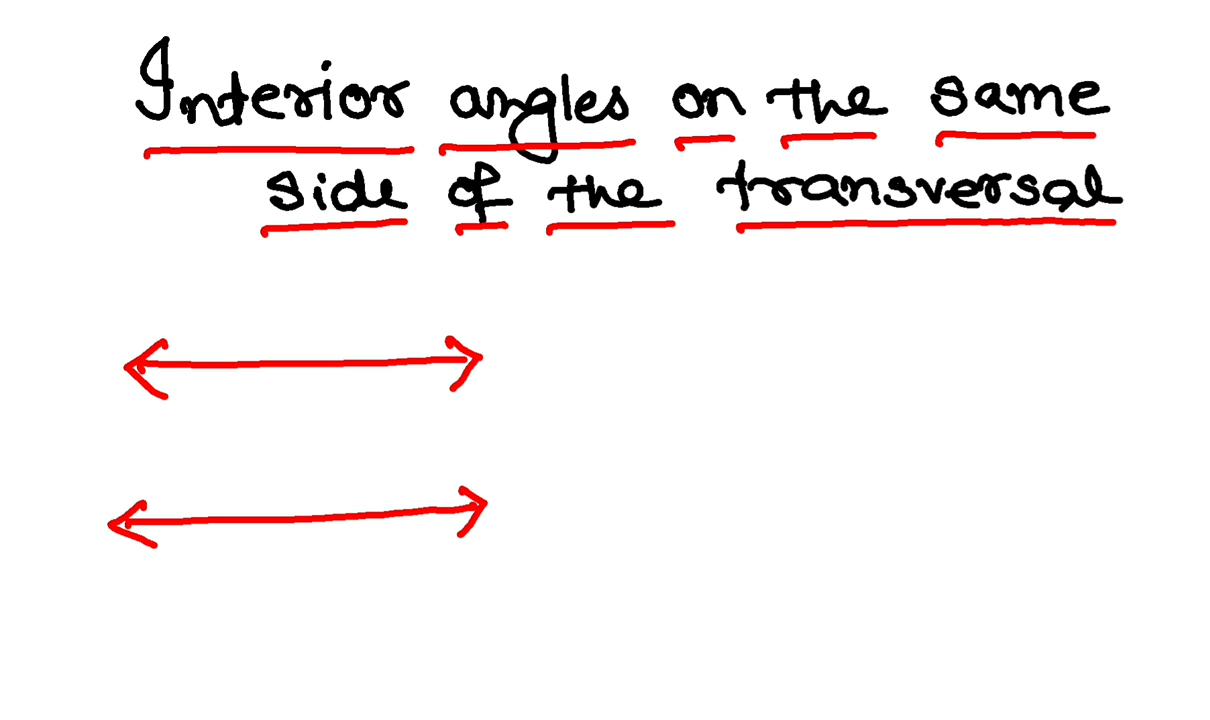 Interior angles on the same
side of the transversal